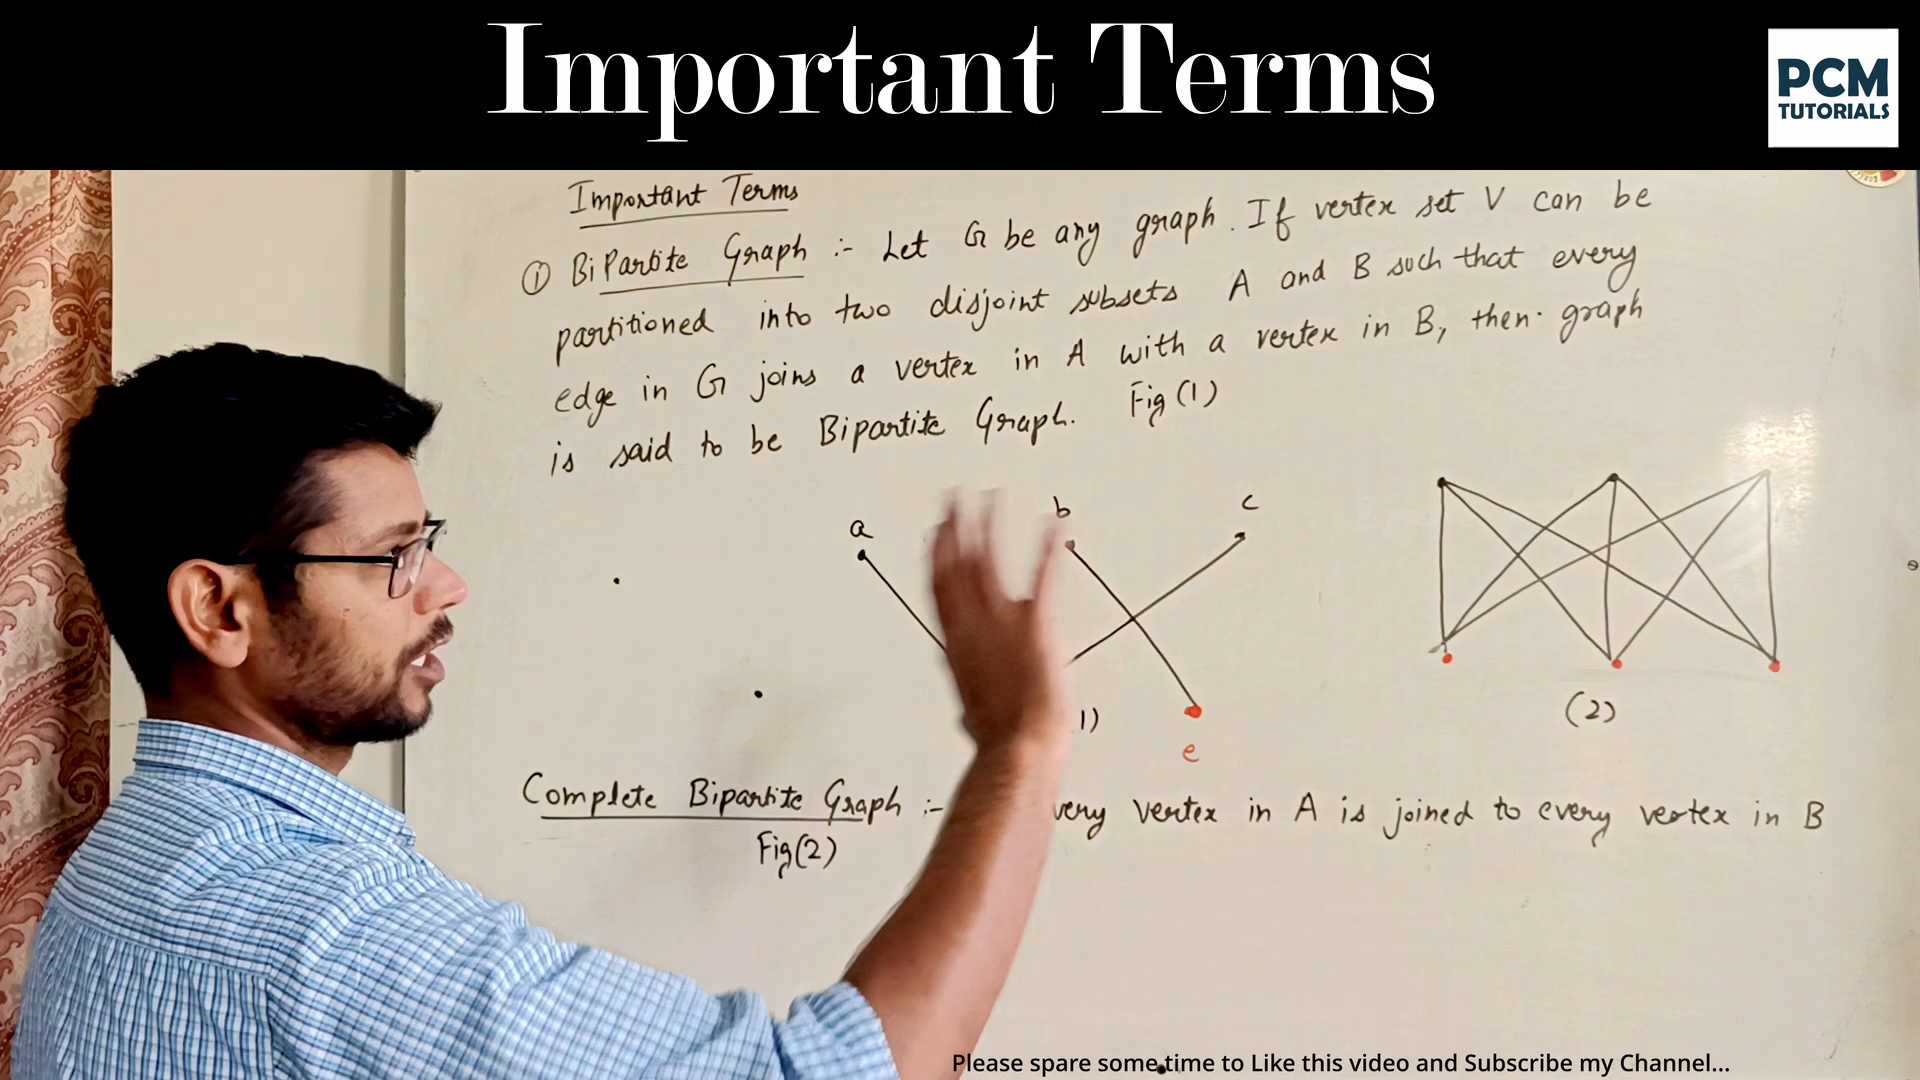 Important Terms
PCM
TUTORIALS
Important Terms
① BiPartite Graph :- Let G be any graph. If vertex set V can be
partitioned into two disjoint subsets A and B such that every
edge in G joins a vertex in A with a vertex in B, then graph
is said to be Bipartite Graph. Fig (1)
a b c
1)
e
(2)
Complete Bipartite Graph :- very vertex in A is joined to every vertex in B
Fig(2)
Please spare some time to Like this video and Subscribe my Channel...